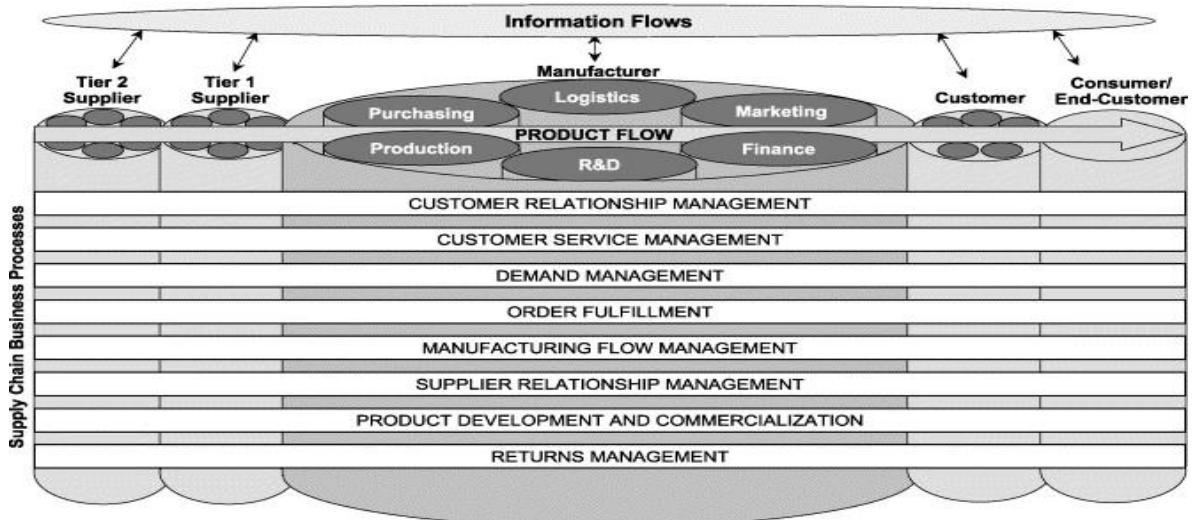 Information Flows
Tier 2
Supplier
Tier 1
Supplier
Manufacturer
Logistics
Purchasing
Marketing
Customer
Consumer/
End-Customer
PRODUCT FLOW
Production
Finance
R&D
Supply Chain Business Processes
CUSTOMER RELATIONSHIP MANAGEMENT
CUSTOMER SERVICE MANAGEMENT
DEMAND MANAGEMENT
ORDER FULFILLMENT
MANUFACTURING FLOW MANAGEMENT
SUPPLIER RELATIONSHIP MANAGEMENT
PRODUCT DEVELOPMENT AND COMMERCIALIZATION
RETURNS MANAGEMENT